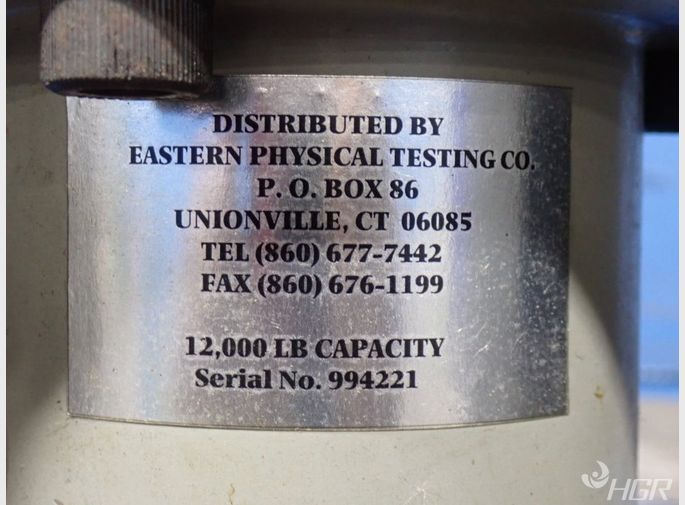 DISTRIBUTED BY
EASTERN PHYSICAL TESTING CO.
P. O. BOX 86
UNIONVILLE, CT 06085
TEL (860) 677-7442
FAX (860) 676-1199
12,000 LB CAPACITY
Serial No. 994221
HGR